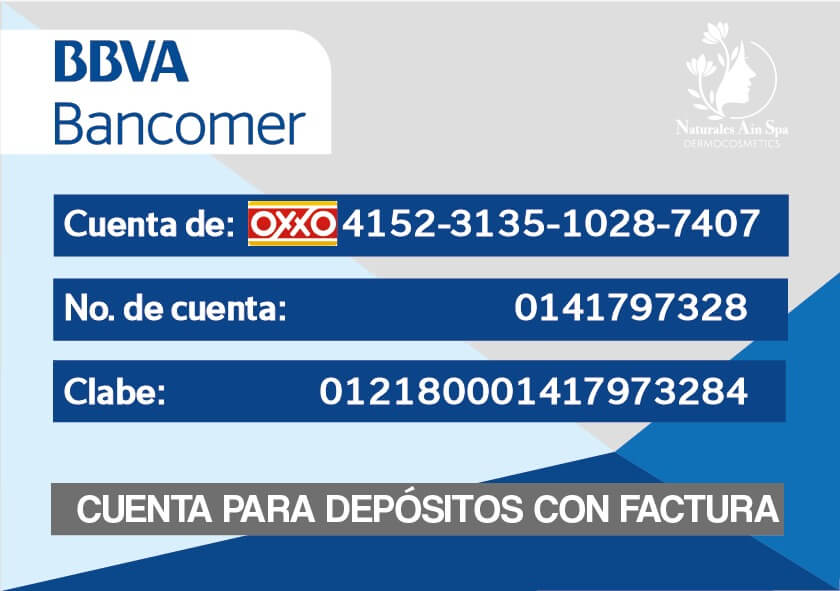 BBVA
Bancomer
Naturales Ain Spa
DERMOCOSMETICS
Cuenta de: OXXO 4152-3135-1028-7407
No. de cuenta: 0141797328
Clabe: 012180001417973284
CUENTA PARA DEPÓSITOS CON FACTURA